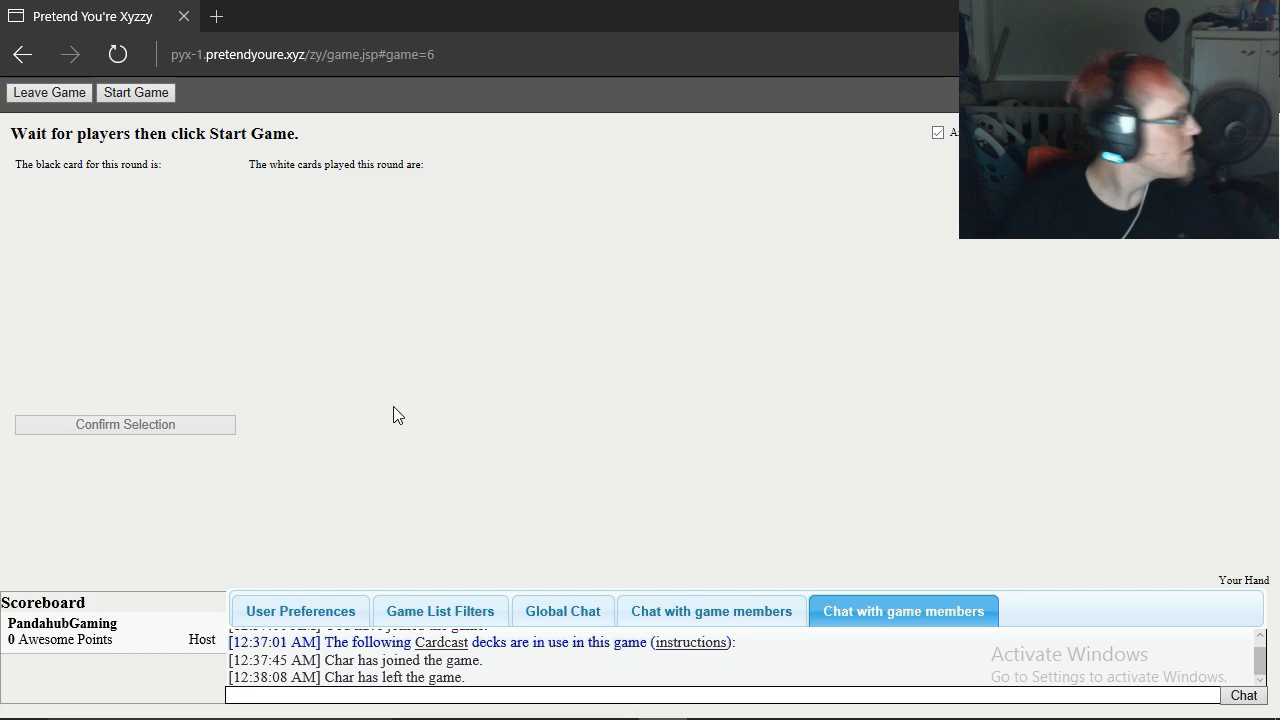 Pretend You're Xyzzy
pyx-1.pretendyoure.xyz/zy/game.jsp#game=6
Leave Game
Start Game
Wait for players then click Start Game.
The black card for this round is:
The white cards played this round are:
Confirm Selection
Your Hand
Scoreboard
PandahubGaming
0 Awesome Points
Host
User Preferences
Game List Filters
Global Chat
Chat with game members
Chat with game members
[12:37:01 AM] The following Cardcast decks are in use in this game (instructions):
[12:37:45 AM] Char has joined the game.
[12:38:08 AM] Char has left the game.
Activate Windows
Go to Settings to activate Windows.
Chat